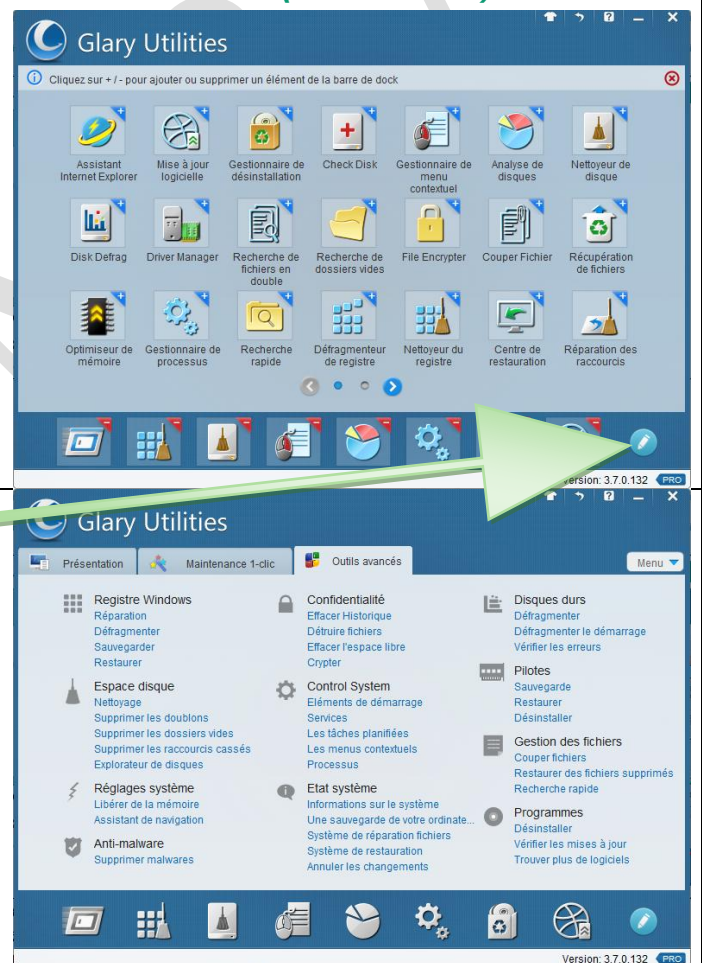 Glary Utilities
Cliquez sur + / - pour ajouter ou supprimer un élément de la barre de dock
Assistant Internet Explorer
Mise à jour logicielle
Gestionnaire de désinstallation
Check Disk
Gestionnaire de menu contextuel
Analyse de disques
Nettoyeur de disque
Disk Defrag
Driver Manager
Recherche de fichiers en double
Recherche de dossiers vides
File Encrypter
Couper Fichier
Récupération de fichiers
Optimiseur de mémoire
Gestionnaire de processus
Recherche rapide
Défragmenteur de registre
Nettoyeur du registre
Centre de restauration
Réparation des raccourcis
Version: 3.7.0.132 PRO
Glary Utilities
Présentation
Maintenance 1-clic
Outils avancés
Menu
Registre Windows
Réparation
Défragmenter
Sauvegarder
Restaurer
Espace disque
Nettoyage
Supprimer les doublons
Supprimer les dossiers vides
Supprimer les raccourcis cassés
Explorateur de disques
Réglages système
Libérer de la mémoire
Assistant de navigation
Anti-malware
Supprimer malwares
Confidentialité
Effacer Historique
Détruire fichiers
Effacer l'espace libre
Crypter
Control System
Eléments de démarrage
Services
Les tâches planifiées
Les menus contextuels
Processus
Etat système
Informations sur le système
Une sauvegarde de votre ordinate...
Système de réparation fichiers
Système de restauration
Annuler les changements
Disques durs
Défragmenter
Défragmenter le démarrage
Vérifier les erreurs
Pilotes
Sauvegarde
Restaurer
Désinstaller
Gestion des fichiers
Couper fichiers
Restaurer des fichiers supprimés
Recherche rapide
Programmes
Désinstaller
Vérifier les mises à jour
Trouver plus de logiciels
Version: 3.7.0.132 PRO